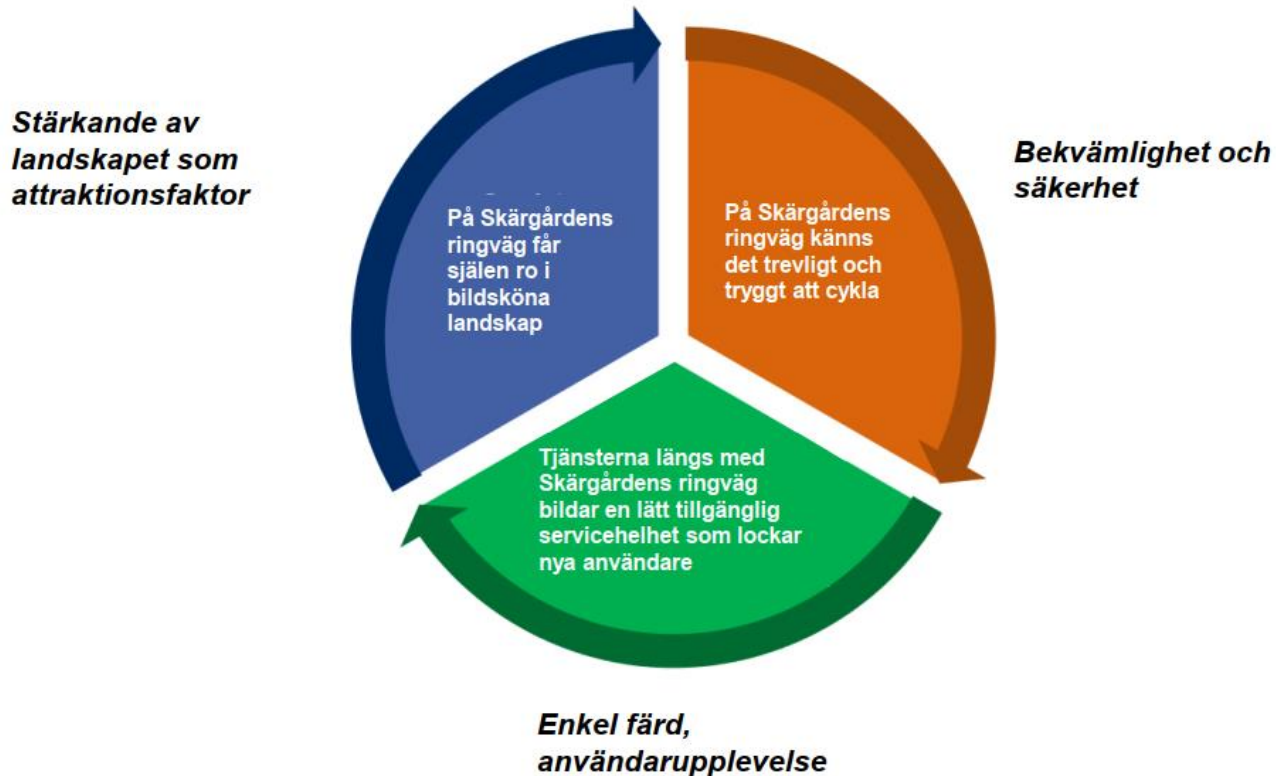 Stärkande av
landskapet som
attraktionsfaktor
På Skärgårdens
ringväg får
själen ro i
bildsköna
landskap
På Skärgårdens
ringväg känns
det trevligt och
tryggt att cykla
Bekvämlighet och
säkerhet
Tjänsterna längs med
Skärgårdens ringväg
bildar en lätt tillgänglig
servicehelhet som lockar
nya användare
Enkel färd,
användarupplevelse